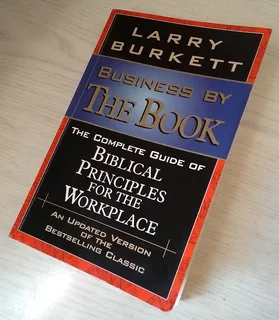 LARRY
BURKETT
BUSINESS BY
THE BOOK
THE COMPLETE GUIDE OF
BIBLICAL
PRINCIPLES
FOR THE
WORKPLACE
AN UPDATED VERSION
OF THE
BESTSELLING CLASSIC